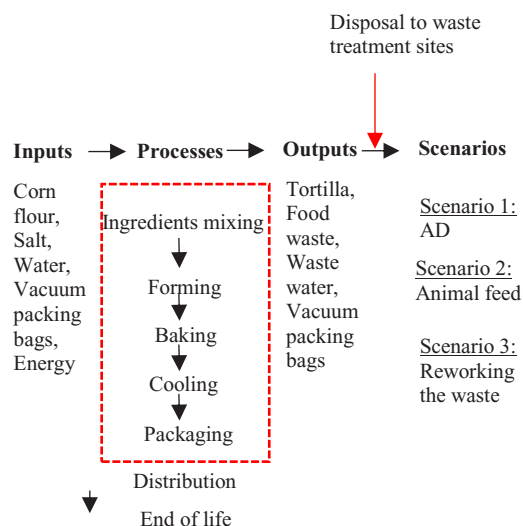 Disposal to waste
treatment sites
Inputs
Processes
Outputs
Scenarios
Corn
flour,
Salt,
Water,
Vacuum
packing
bags,
Energy
Ingredients mixing
Forming
Baking
Cooling
Packaging
Distribution
End of life
Tortilla,
Food
waste,
Waste
water,
Vacuum
packing
bags
Scenario 1:
AD
Scenario 2:
Animal feed
Scenario 3:
Reworking
the waste